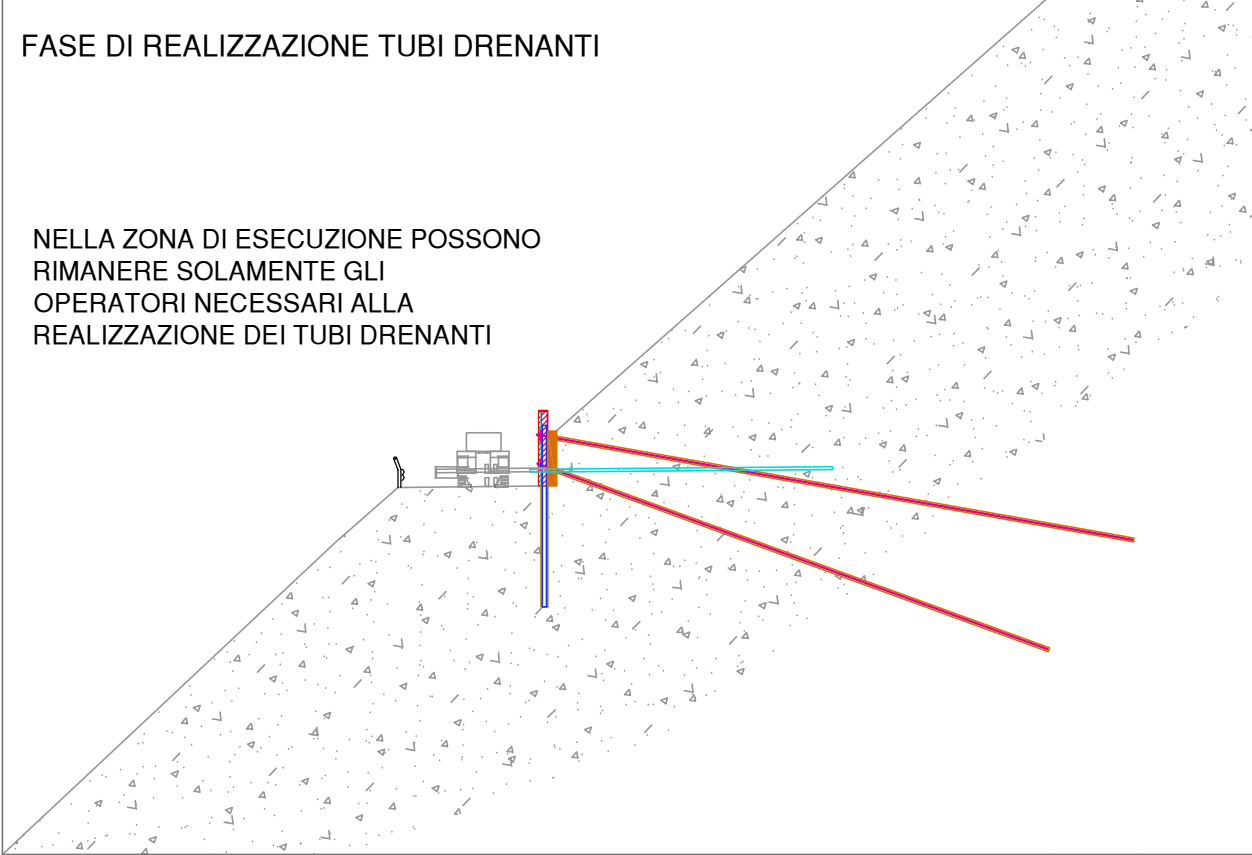 FASE DI REALIZZAZIONE TUBI DRENANTI
NELLA ZONA DI ESECUZIONE POSSONO
RIMANERE SOLAMENTE GLI
OPERATORI NECESSARI ALLA
REALIZZAZIONE DEI TUBI DRENANTI